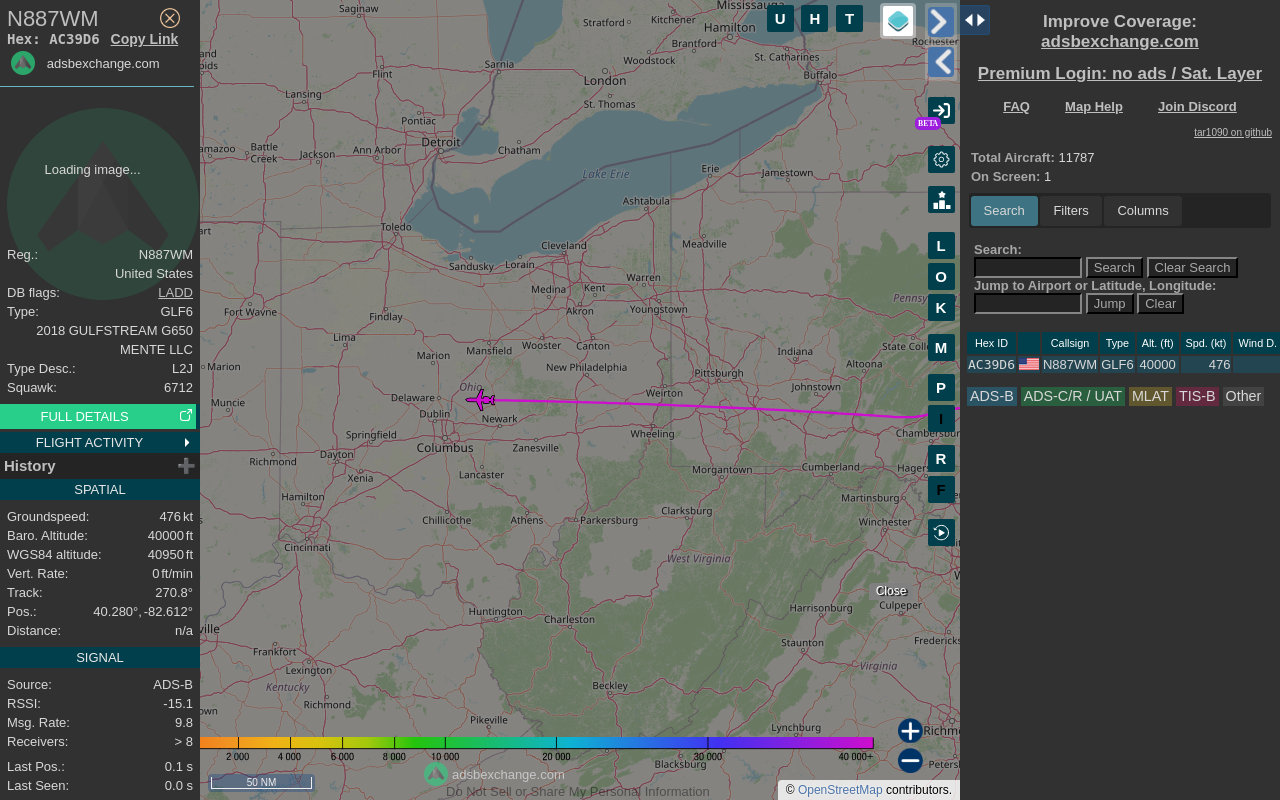 N887WM
Hex: AC39D6 Copy Link
adsbexchange.com
Loading image...
Reg.: N887WM
United States
DB flags: LADD
Type: GLF6
2018 GULFSTREAM G650
MENTE LLC
Type Desc.: L2J
Squawk: 6712
FULL DETAILS
FLIGHT ACTIVITY
History
SPATIAL
Groundspeed: 476 kt
Baro. Altitude: 40000 ft
WGS84 altitude: 40950 ft
Vert. Rate: 0 ft/min
Track: 270.8°
Pos.: 40.280°, -82.612°
Distance: n/a
SIGNAL
Source: ADS-B
RSSI: -15.1
Msg. Rate: 9.8
Receivers: > 8
Last Pos.: 0.1 s
Last Seen: 0.0 s
Saginaw
Stratford
Kitchener
Mississauga
Hamilton
Brantford
Woodstock
St. Catharines
Rochester
Buffalo
Sarnia
Flint
London
St. Thomas
Lansing
Pontiac
Detroit
Chatham
Battle Creek
Jackson
Ann Arbor
Lake Erie
Erie
Jamestown
Ashtabula
Toledo
Cleveland
Meadville
Sandusky
Lorain
Warren
Medina
Kent
Akron
Youngstown
Fort Wayne
Findlay
Lima
Marion
Mansfield
Wooster
Canton
New Philadelphia
Indiana
Altoona
Pittsburgh
Johnstown
Marion
Muncie
Ohio
Delaware
Dublin
Newark
Weirton
Columbus
Zanesville
Wheeling
Springfield
Dayton
Richmond
Xenia
Lancaster
Morgantown
Cumberland
Hamilton
Martinsburg
Chillicothe
Athens
Parkersburg
Clarksburg
Winchester
Cincinnati
West Virginia
Harrisonburg
Culpeper
Huntington
Charleston
Staunton
Frankfort
Lexington
Kentucky
Richmond
Virginia
Beckley
Pikeville
Lynchburg
Blacksburg
U H T
BETA
L
O
K
M
P
I
R
F
Close
2 000 4 000 6 000 8 000 10 000 20 000 30 000 40 000+
50 NM
adsbexchange.com
Do Not Sell or Share My Personal Information
© OpenStreetMap contributors.
Improve Coverage:
adsbexchange.com
Premium Login: no ads / Sat. Layer
FAQ Map Help Join Discord
tar1090 on github
Total Aircraft: 11787
On Screen: 1
Search Filters Columns
Search:
Search Clear Search
Jump to Airport or Latitude, Longitude:
Jump Clear
Hex ID Callsign Type Alt. (ft) Spd. (kt) Wind D.
AC39D6 N887WM GLF6 40000 476
ADS-B ADS-C/R / UAT MLAT TIS-B Other